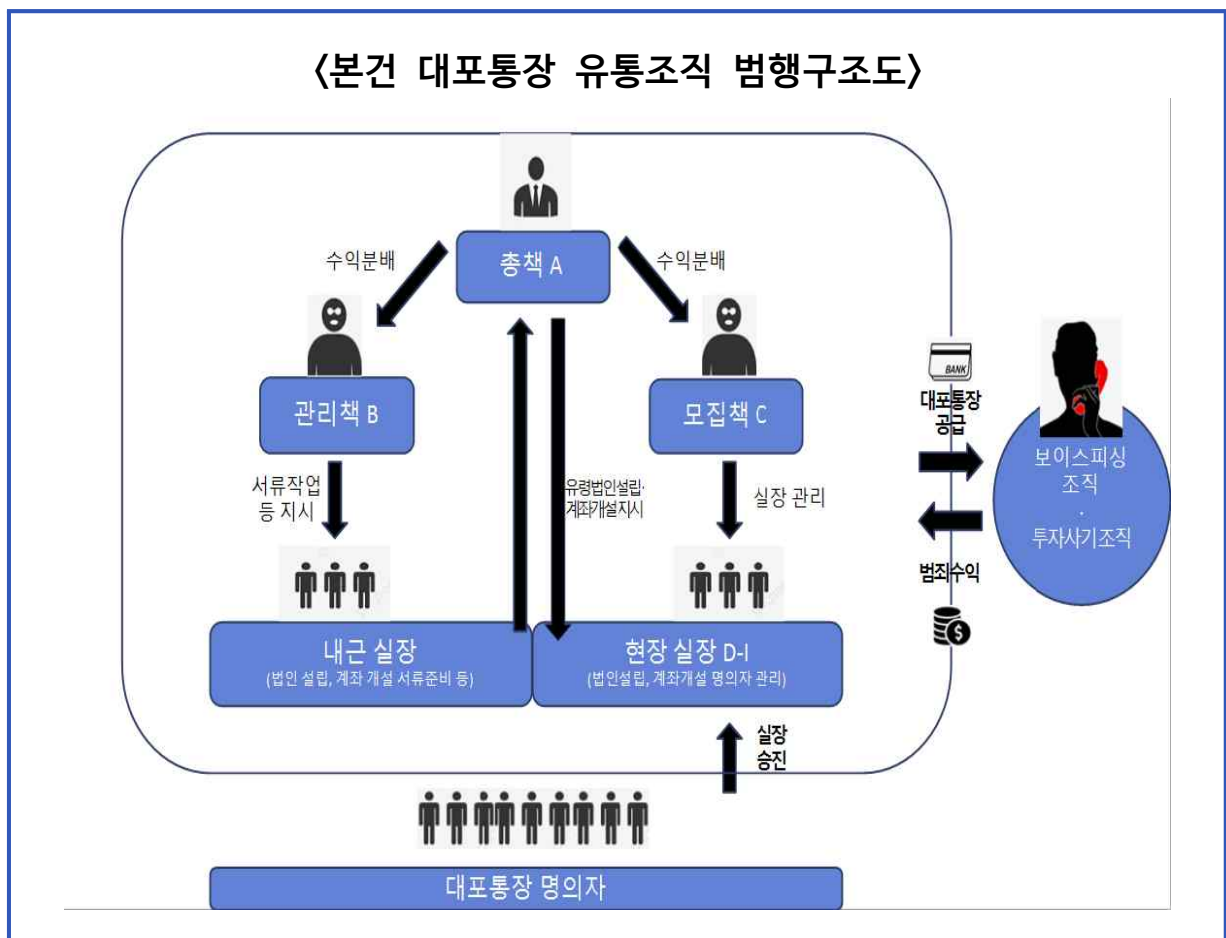 〈본건 대포통장 유통조직 범행구조도〉
수익분배
총책 A
수익분배
관리책 B
모집책 C
BANK
대포통장
공급
보이스피싱
조직
·
투자사기조직
서류작업
등 지시
유령법인설립·
계좌개설지시
실장 관리
범죄수익
내근 실장
(법인 설립, 계좌 개설 서류준비 등)
현장 실장 D-I
(법인설립, 계좌개설 명의자 관리)
실장
승진
대포통장 명의자